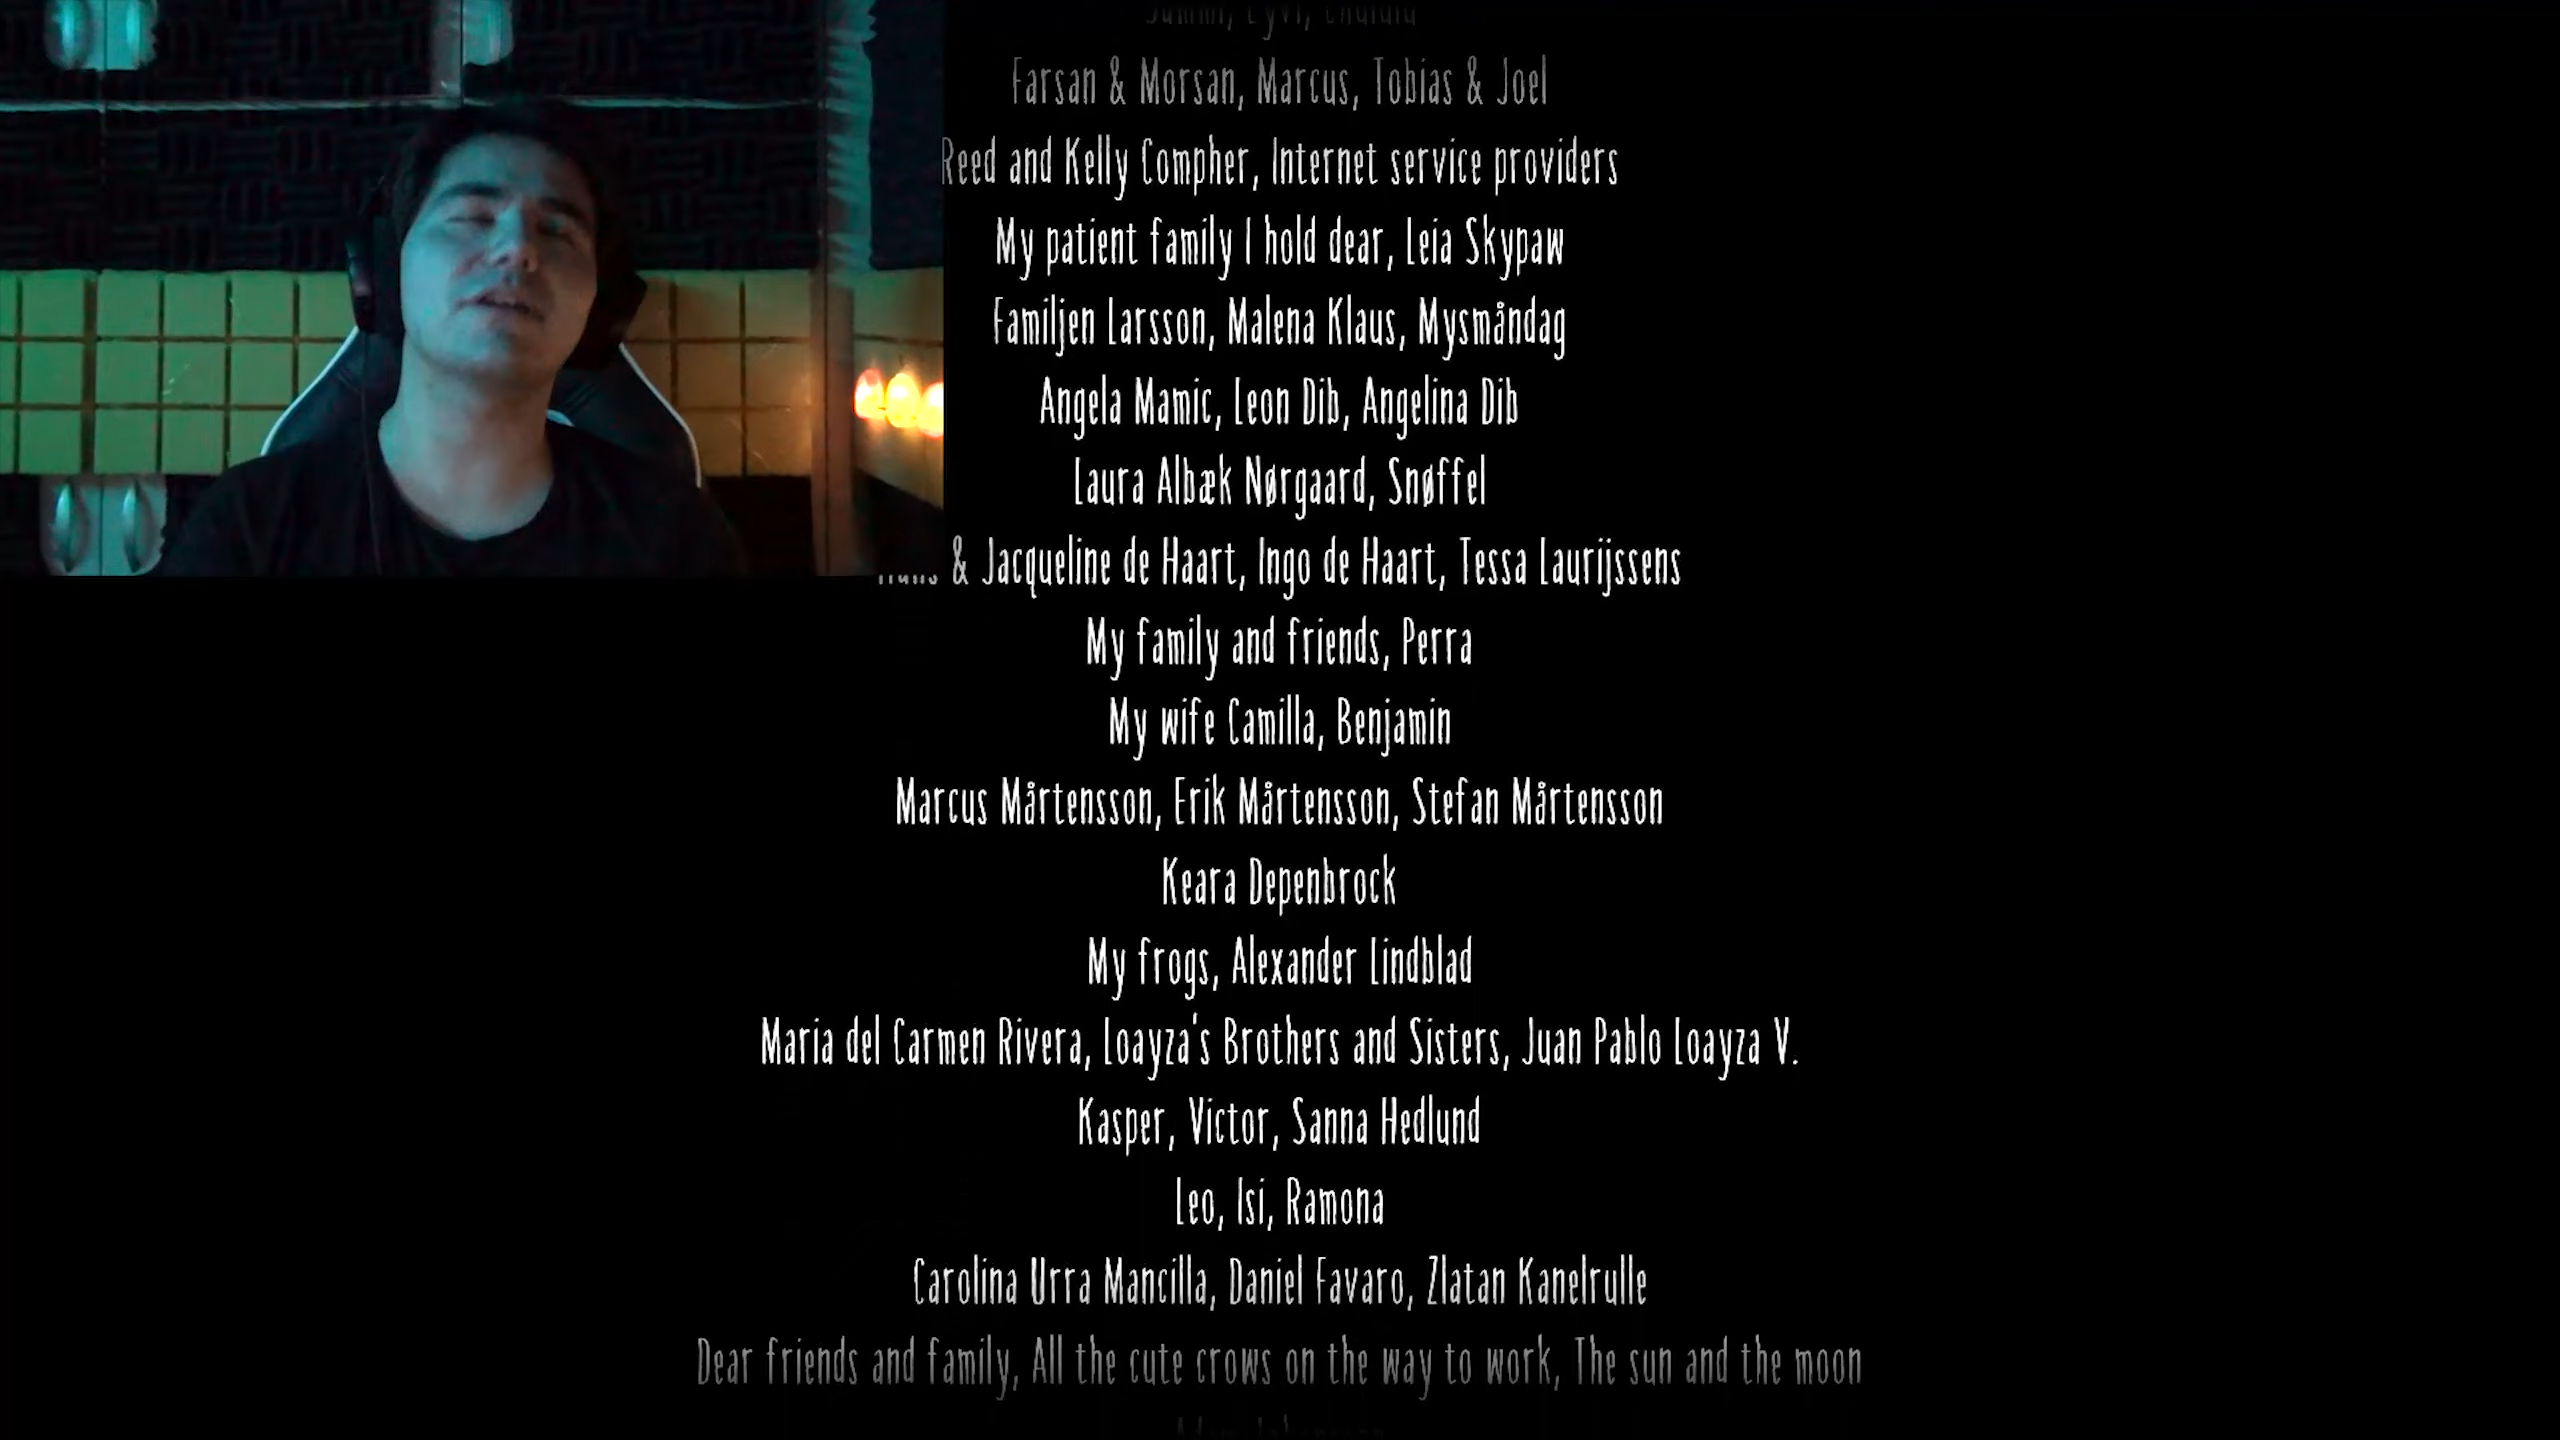 Farsan & Morsan, Marcus, Tobias & Joel
Reed and Kelly Compher, Internet service providers
My patient family I hold dear, Leia Skypaw
Familjen Larsson, Malena Klaus, Mysmåndag
Angela Mamic, Leon Dib, Angelina Dib
Laura Albæk Nørgaard, Snøffel
& Jacqueline de Haart, Ingo de Haart, Tessa Laurijssens
My family and friends, Perra
My wife Camilla, Benjamin
Marcus Mårtensson, Erik Mårtensson, Stefan Mårtensson
Keara Depenbrock
My frogs, Alexander Lindblad
Maria del Carmen Rivera, Loayza's Brothers and Sisters, Juan Pablo Loayza V.
Kasper, Victor, Sanna Hedlund
Leo, Isi, Ramona
Carolina Urra Mancilla, Daniel Favaro, Zlatan Kanelrulle
Dear friends and family, All the cute crows on the way to work, The sun and the moon